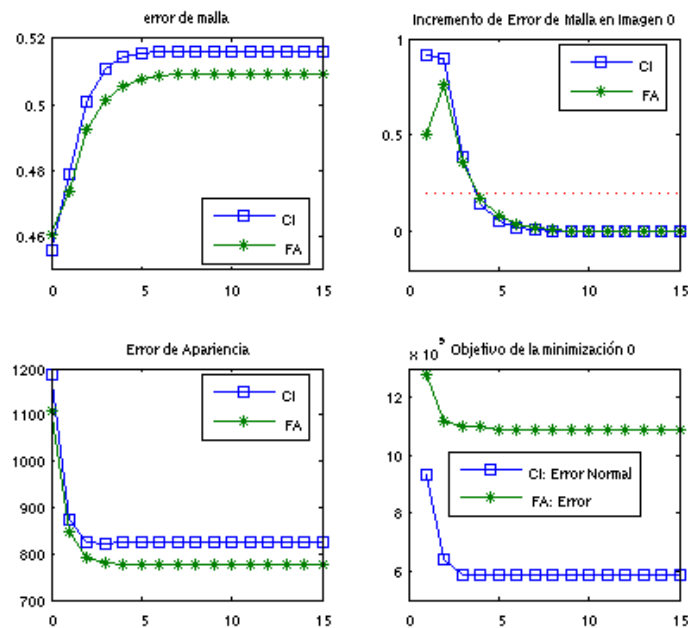 error de malla
0.52
0.5
0.48
0.46
CI
FA
0
5
10
15
Incremento de Error de Malla en Imagen 0
1
0.5
0
CI
FA
0
5
10
15
Error de Apariencia
1200
1100
1000
900
800
700
CI
FA
0
5
10
15
x 10⁹ Objetivo de la minimización 0
12
10
8
6
CI: Error Normal
FA: Error
0
5
10
15